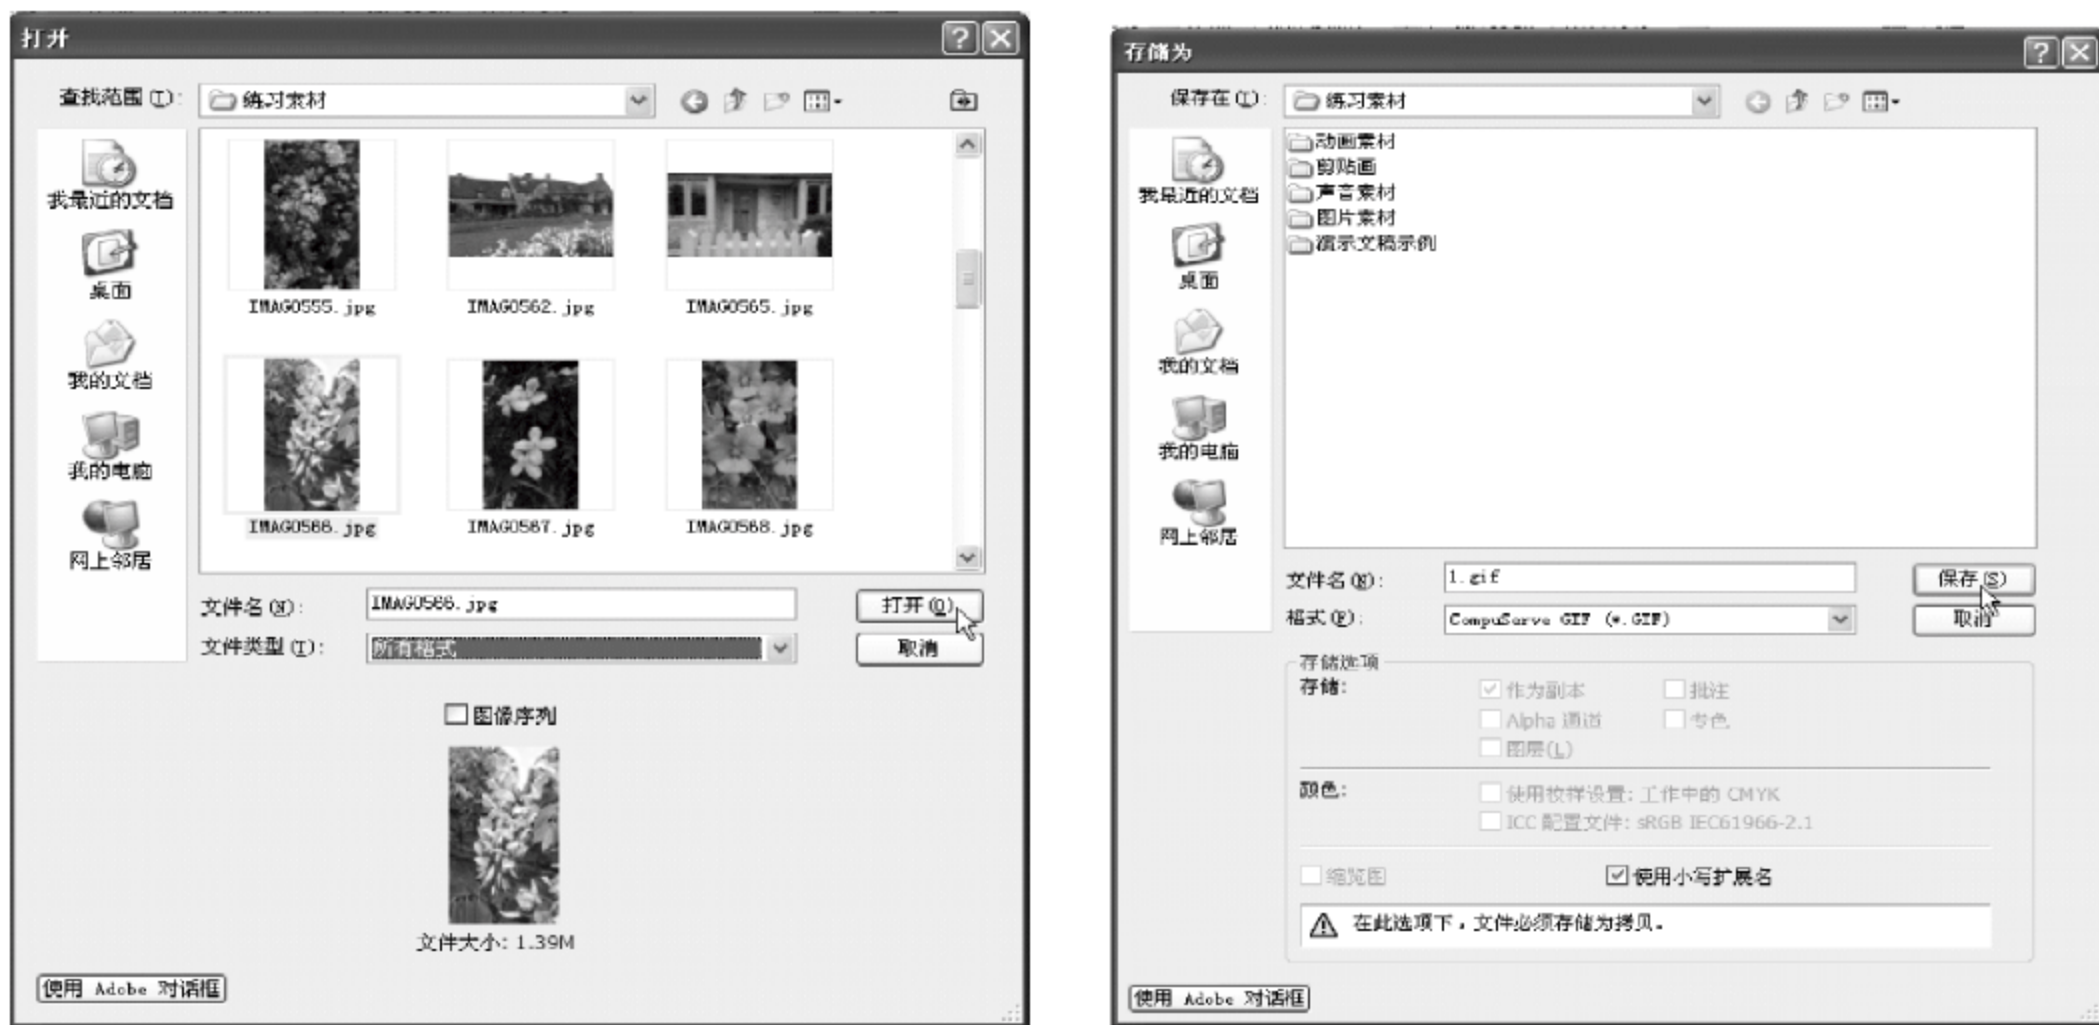 打开
查找范围(I): 练习素材
我最近的文档
桌面
我的文档
我的电脑
网上邻居
IMAG0555.jpg IMAG0562.jpg IMAG0565.jpg
IMAG0566.jpg IMAG0567.jpg IMAG0568.jpg
文件名(N): IMAG0566.jpg 打开(O)
文件类型(T): 所有格式 取消
图像序列
文件大小: 1.39M
使用 Adobe 对话框
存储为
保存在(I): 练习素材
我最近的文档
桌面
我的文档
我的电脑
网上邻居
动画素材
剪贴画
声音素材
图片素材
演示文稿示例
文件名(N): 1.gif 保存(S)
格式(F): CompuServe GIF (*.GIF) 取消
存储选项
存储: 作为副本 批注
Alpha 通道 专色
图层(L)
颜色: 使用校样设置: 工作中的 CMYK
ICC 配置文件: sRGB IEC61966-2.1
缩览图 使用小写扩展名
在此选项下，文件必须存储为拷贝。
使用 Adobe 对话框